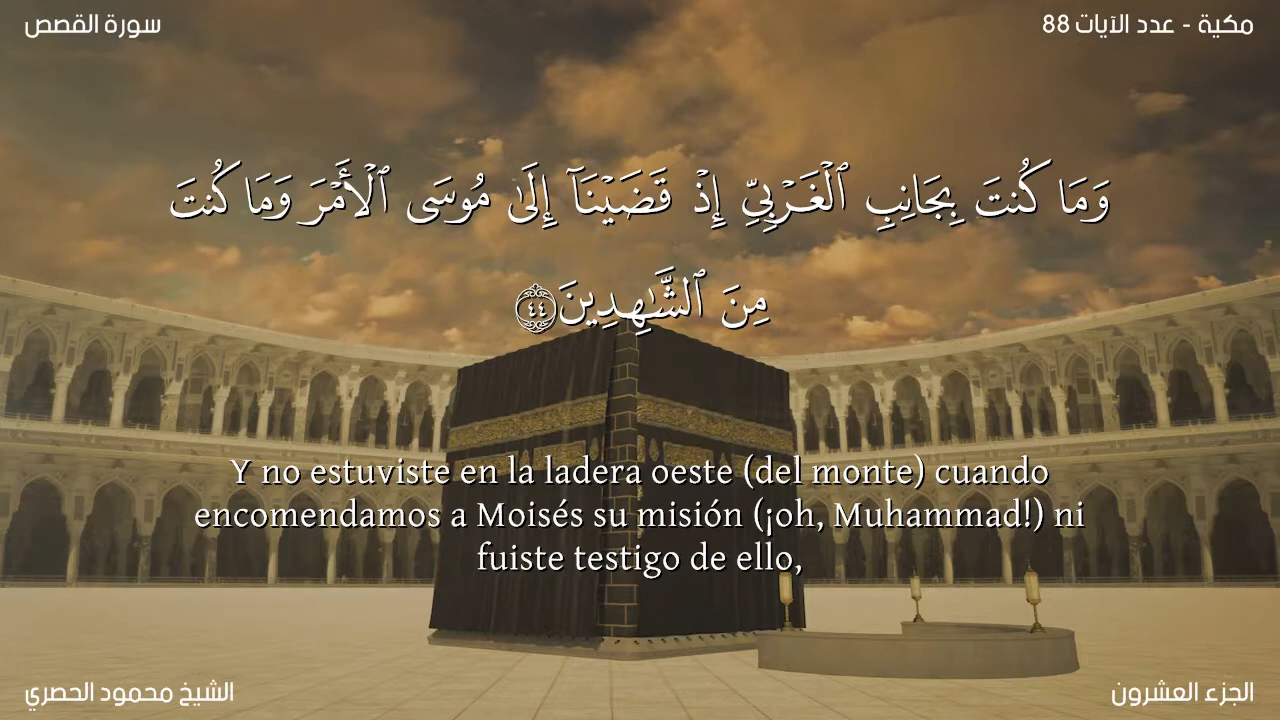 سورة القصص
مكية - عدد الآيات 88
وَمَا كُنتَ بِجَانِبِ ٱلْغَرْبِىِّ إِذْ قَضَيْنَآ إِلَىٰ مُوسَى ٱلْأَمْرَ وَمَا كُنتَ
مِنَ ٱلشَّـٰهِدِينَ ٤٤
Y no estuviste en la ladera oeste (del monte) cuando
encomendamos a Moisés su misión (¡oh, Muhammad!) ni
fuiste testigo de ello,
الشيخ محمود الحصري
الجزء العشرون